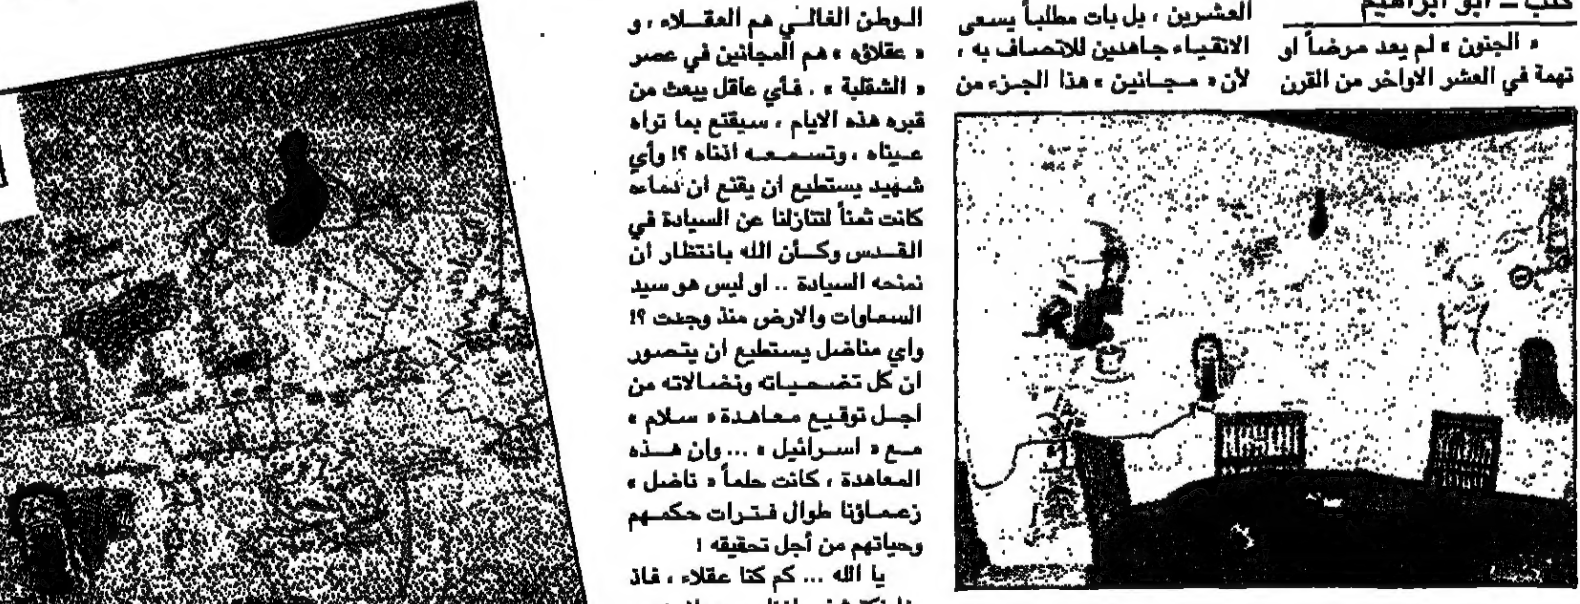 كتب ــ ابو ابراهيم
« الجنون » لم يعد مرضاً او
تهمة في العشر الاواخر من القرن
العشرين ، بل بات مطلباً يسعى
الانقياء جاهدين للاتصاف به ،
لأن « مجانين » هذا الجزء من
الوطن الغالي هم العقلاء ، و
« عقلاؤه » هم المجانين في عصر
« الشقلبة » . فأي عاقل يبعث من
قبره هذه الايام ، سيقتع بما تراه
عيناه ، وتسمعه اذناه ؟! وأي
شهيد يستطيع ان يقنع ان دماءه
كانت ثمناً لتنازلنا عن السيادة في
القدس وكأن الله بانتظار ان
نمنحه السيادة .. او ليس هو سيد
السماوات والارض منذ وجدت ؟!
واي مناضل يستطيع ان يتصور
ان كل تضحياته ونضالاته من
اجل توقيع معاهدة « سلام »
مع « اسرائيل » ... وان هذه
المعاهدة ، كانت حلماً « ناضل »
زعماؤنا طوال فترات حكمهم
وحياتهم من أجل تحقيقه !
يا الله ... كم كنا عقلاء ، فاذ